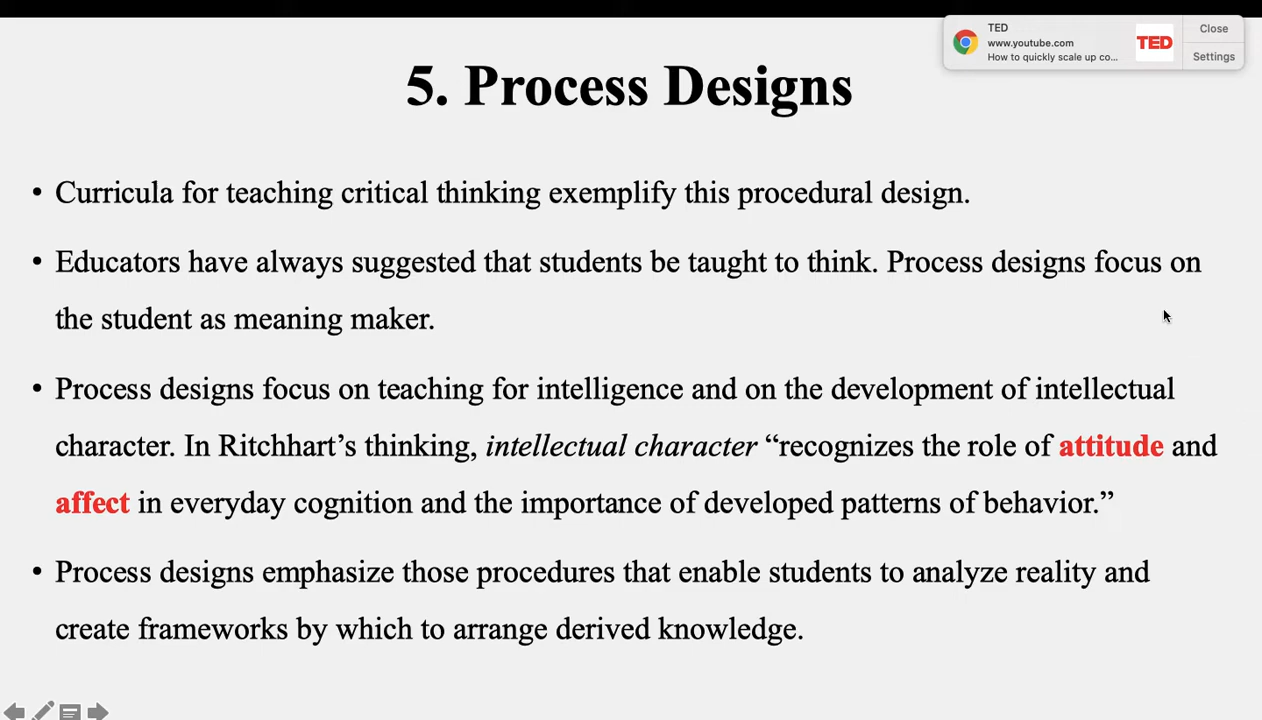 TED
www.youtube.com
How to quickly scale up co...
TED
Close
Settings
5. Process Designs
• Curricula for teaching critical thinking exemplify this procedural design.
• Educators have always suggested that students be taught to think. Process designs focus on
the student as meaning maker.
• Process designs focus on teaching for intelligence and on the development of intellectual
character. In Ritchhart’s thinking, intellectual character “recognizes the role of attitude and
affect in everyday cognition and the importance of developed patterns of behavior.”
• Process designs emphasize those procedures that enable students to analyze reality and
create frameworks by which to arrange derived knowledge.